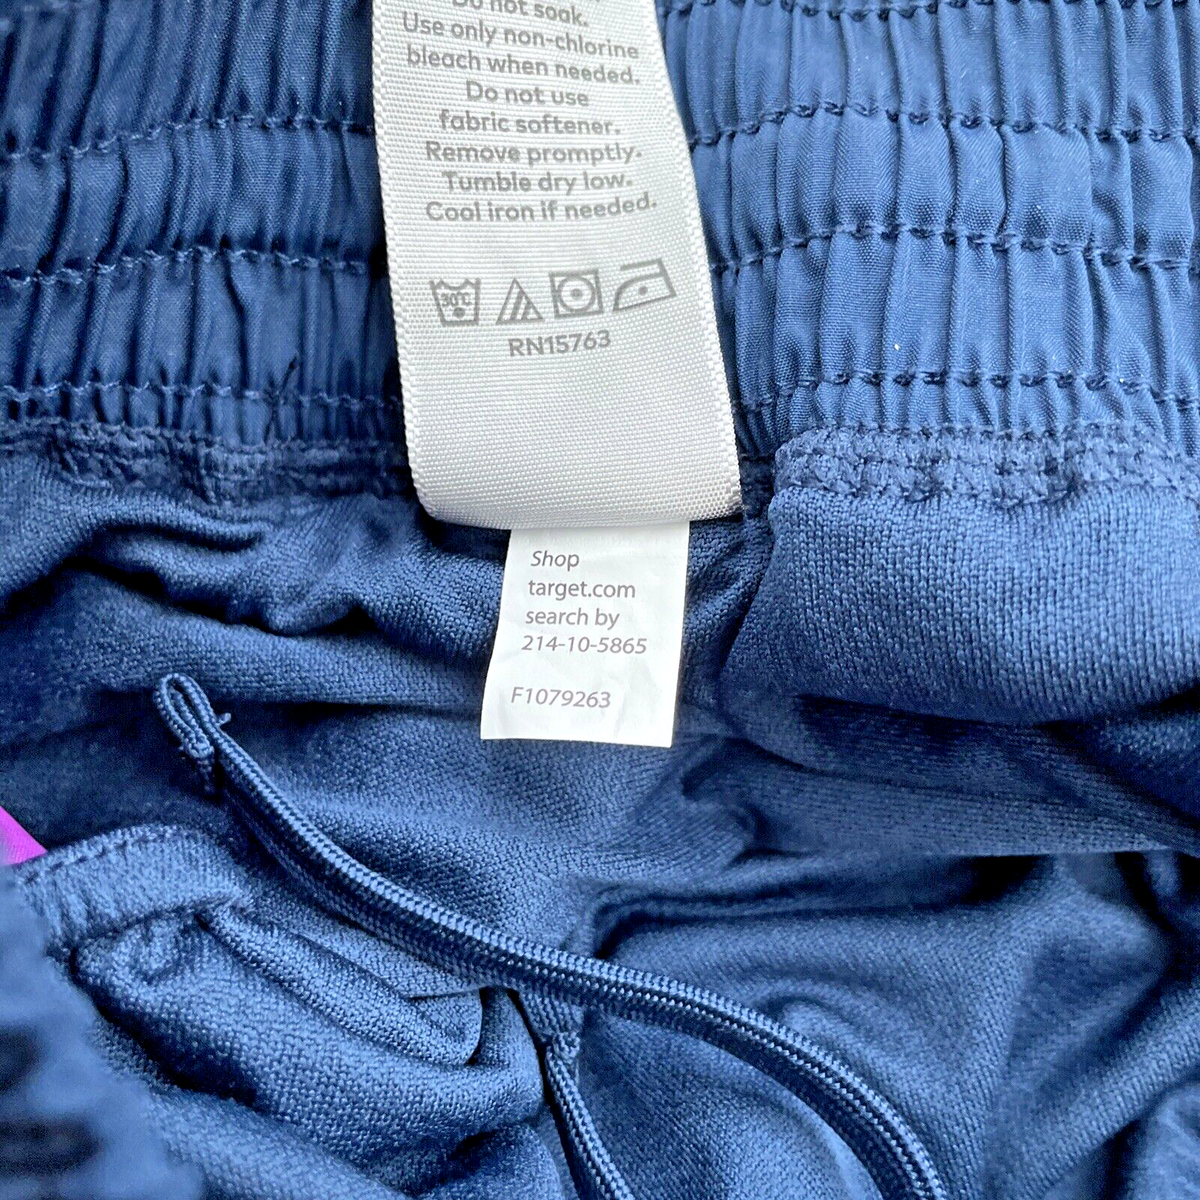 Do not soak.
Use only non-chlorine
bleach when needed.
Do not use
fabric softener.
Remove promptly.
Tumble dry low.
Cool iron if needed.
30°C
RN15763
Shop
target.com
search by
214-10-5865
F1079263